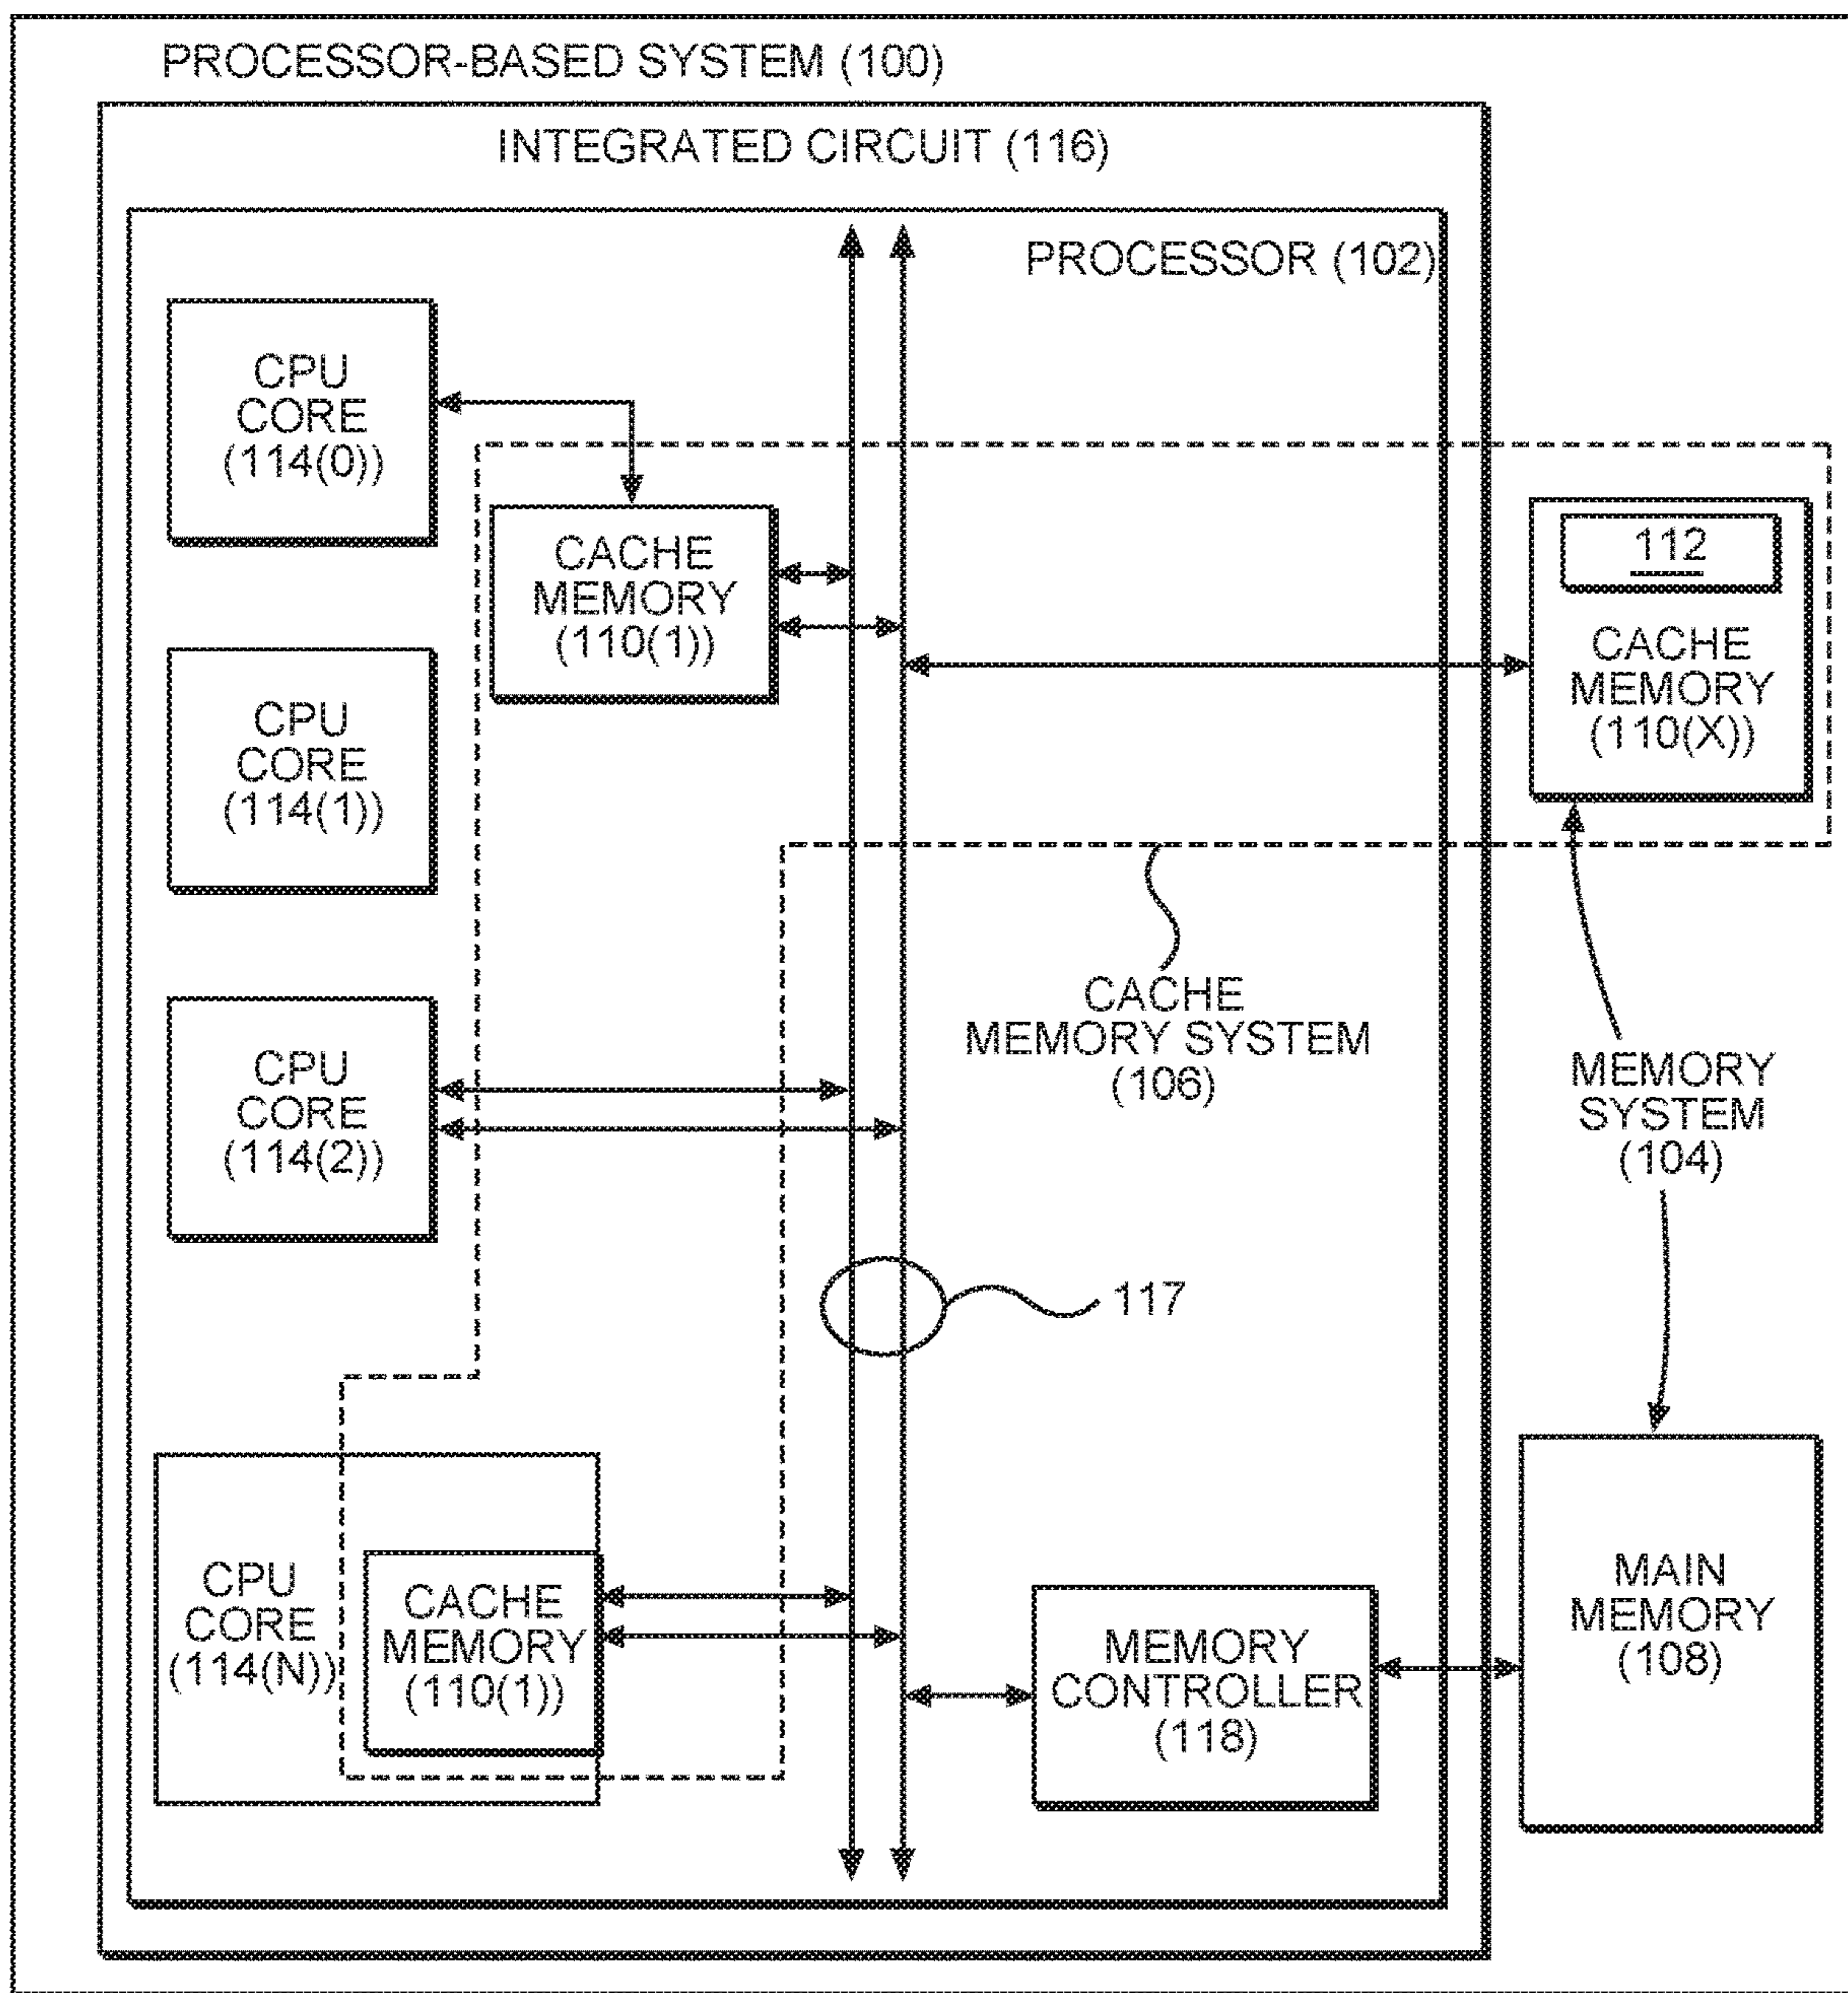 PROCESSOR-BASED SYSTEM (100)
INTEGRATED CIRCUIT (116)
PROCESSOR (102)
CPU
CORE
(114(0))
CACHE
MEMORY
(110(1))
112
CACHE
MEMORY
(110(X))
CPU
CORE
(114(1))
CACHE
MEMORY SYSTEM
(106)
CPU
CORE
(114(2))
MEMORY
SYSTEM
(104)
117
CPU
CORE
(114(N))
CACHE
MEMORY
(110(1))
MEMORY
CONTROLLER
(118)
MAIN
MEMORY
(108)